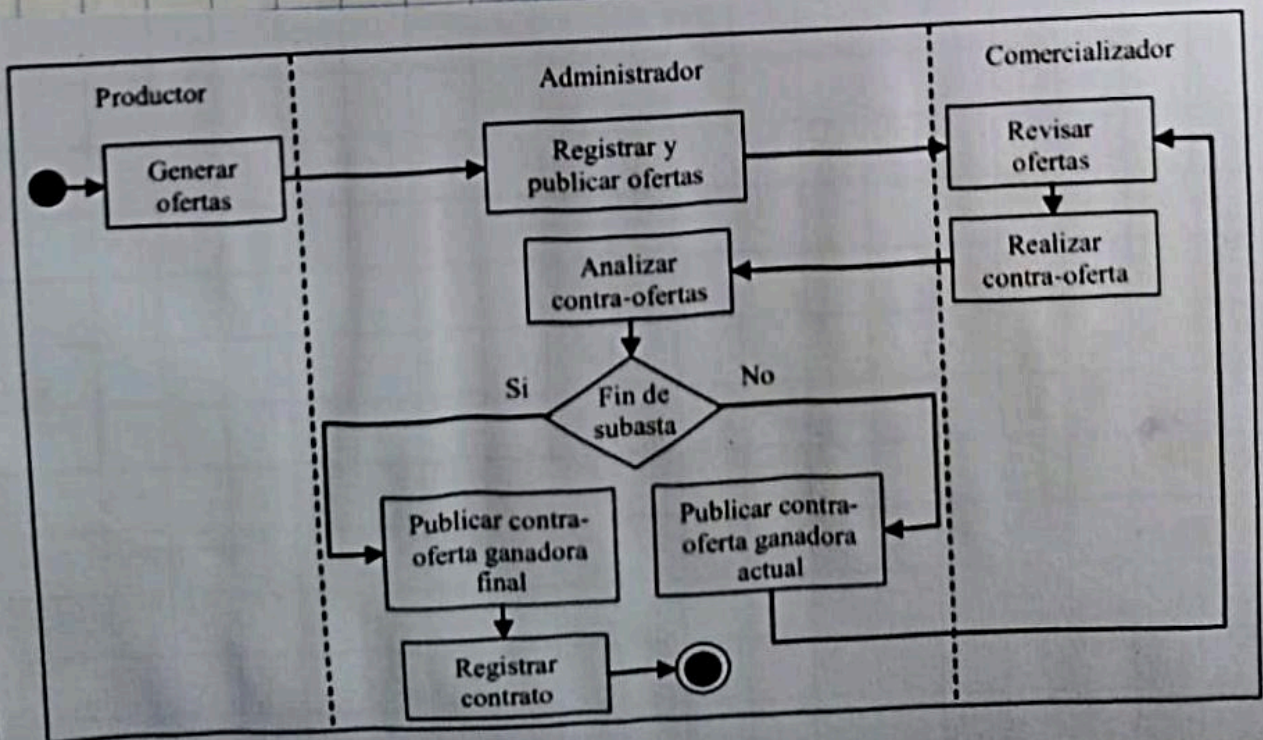 Productor
Administrador
Comercializador
Generar
ofertas
Registrar y
publicar ofertas
Revisar
ofertas
Analizar
contra-ofertas
Realizar
contra-oferta
Si
Fin de
subasta
No
Publicar contra-
oferta ganadora
final
Publicar contra-
oferta ganadora
actual
Registrar
contrato